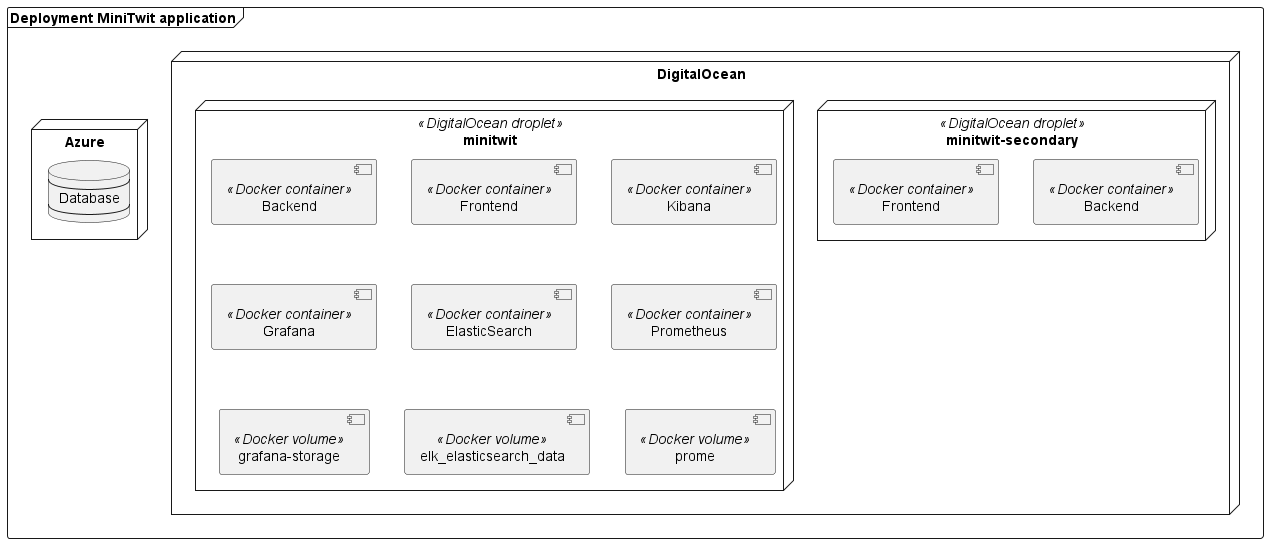 Deployment MiniTwit application
DigitalOcean
Azure
Database
«DigitalOcean droplet»
minitwit
«Docker container»
Backend
«Docker container»
Frontend
«Docker container»
Kibana
«Docker container»
Grafana
«Docker container»
ElasticSearch
«Docker container»
Prometheus
«Docker volume»
grafana-storage
«Docker volume»
elk_elasticsearch_data
«Docker volume»
prome
«DigitalOcean droplet»
minitwit-secondary
«Docker container»
Frontend
«Docker container»
Backend